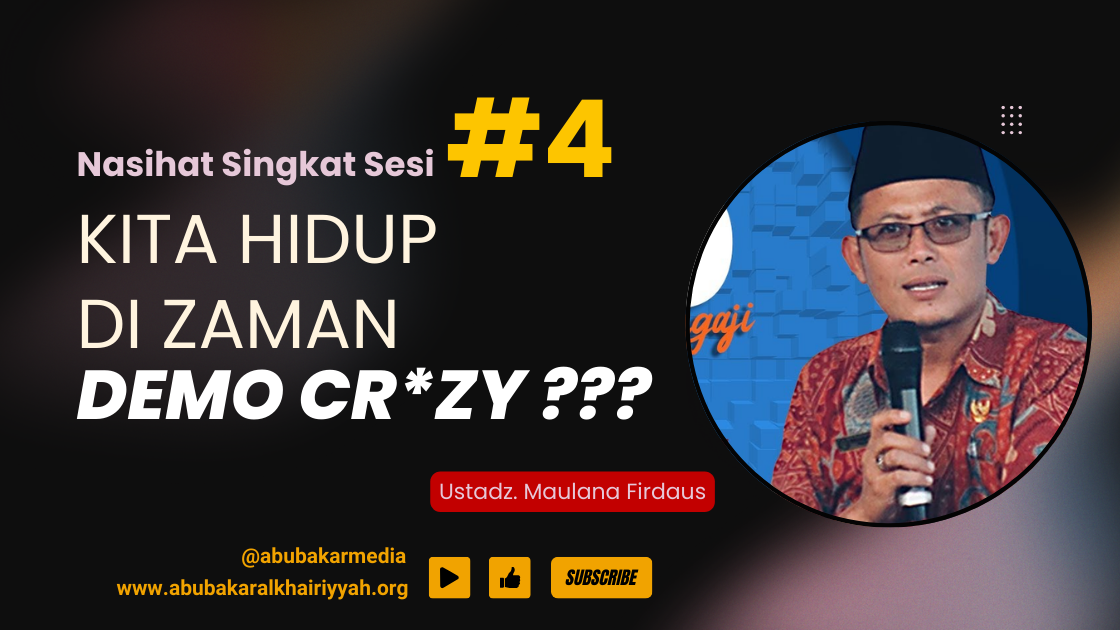 Nasihat Singkat Sesi #4
KITA HIDUP
DI ZAMAN
DEMO CR*ZY ???
gaji
Ustadz. Maulana Firdaus
@abubakarmedia
www.abubakaralkhairiyyah.org
SUBSCRIBE